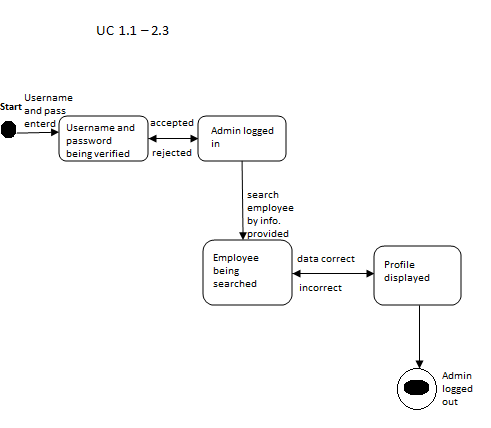 UC 1.1 – 2.3
Username
and pass
enterd
Start
Username and
password
being verified
accepted
rejected
Admin logged
in
search
employee
by info.
provided
Employee
being
searched
data correct
incorrect
Profile
displayed
Admin
logged
out